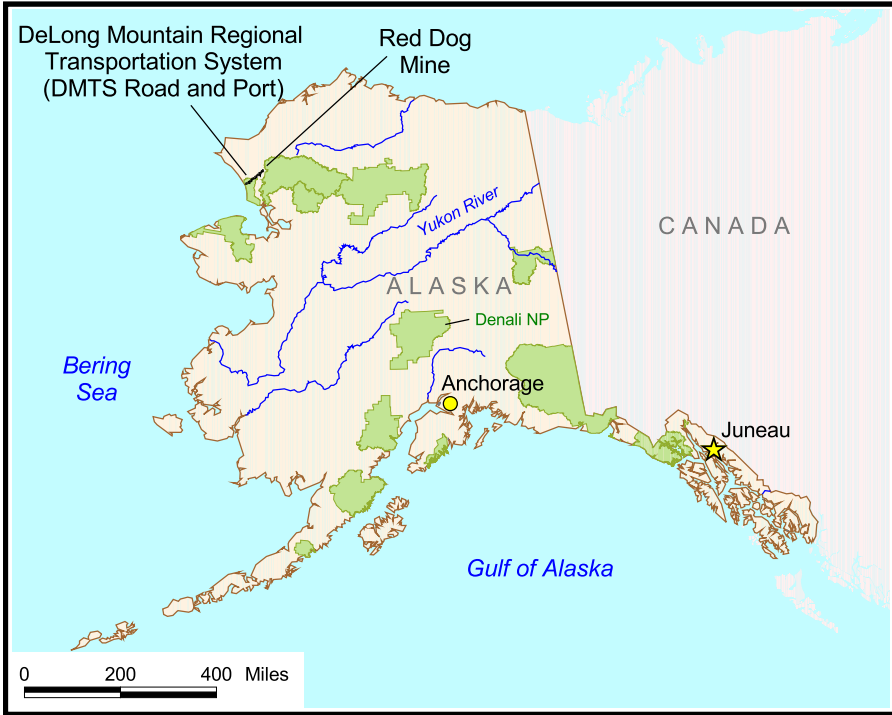 DeLong Mountain Regional
Transportation System
(DMTS Road and Port)
Red Dog
Mine
Yukon River
CANADA
ALASKA
Denali NP
Bering
Sea
Anchorage
Juneau
Gulf of Alaska
0 200 400 Miles